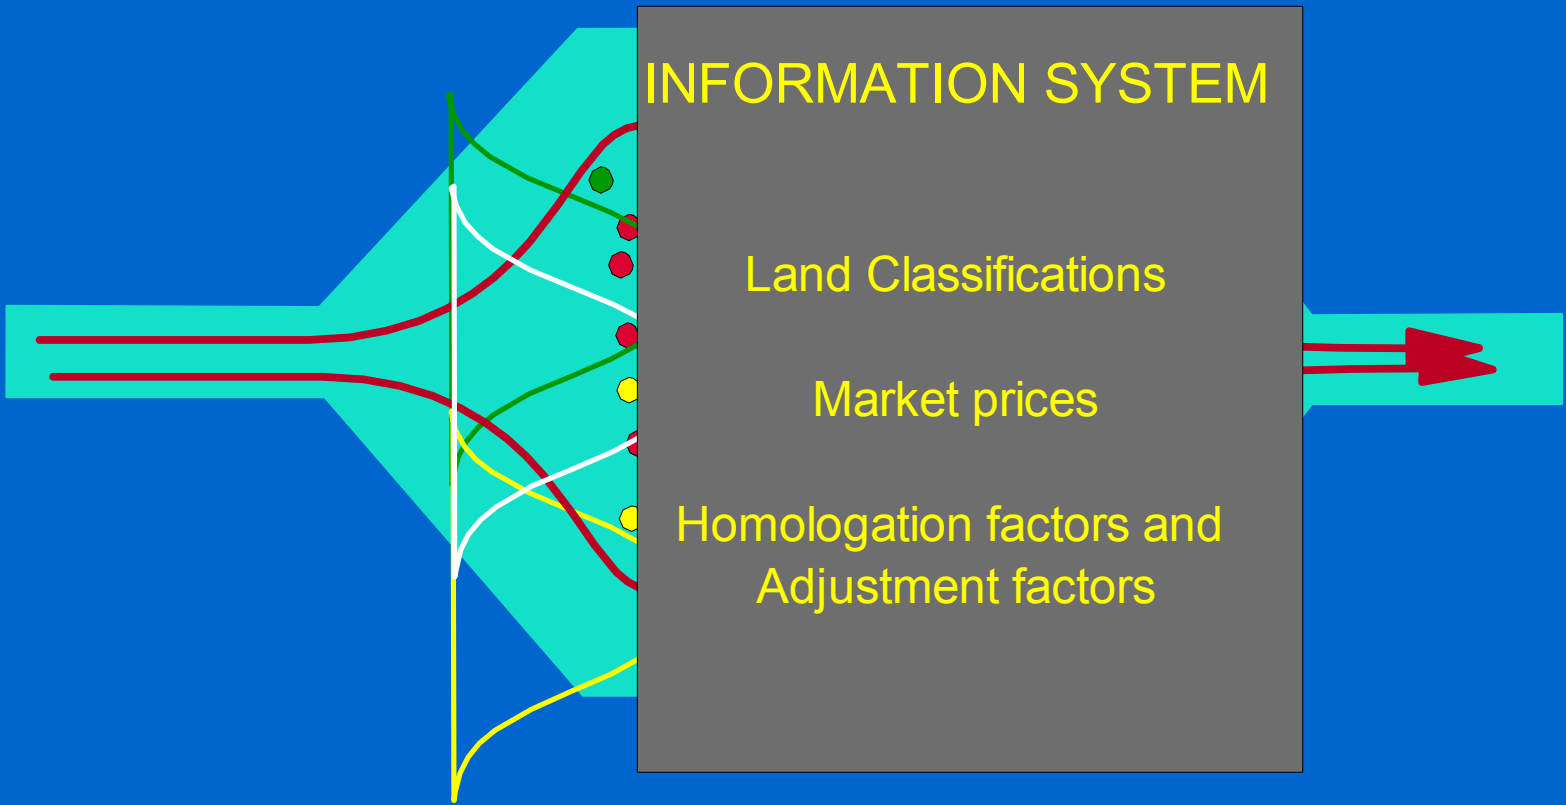 INFORMATION SYSTEM
Land Classifications
Market prices
Homologation factors and
Adjustment factors